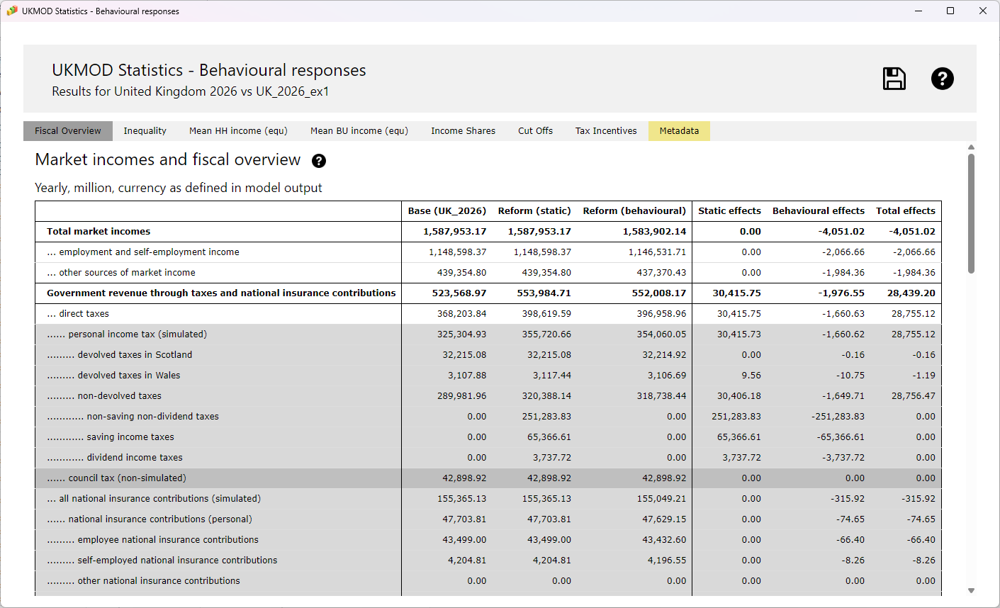 UKMOD Statistics - Behavioural responses
UKMOD Statistics - Behavioural responses
Results for United Kingdom 2026 vs UK_2026_ex1
Fiscal Overview Inequality Mean HH income (equ) Mean BU income (equ) Income Shares Cut Offs Tax Incentives Metadata
Market incomes and fiscal overview ?
Yearly, million, currency as defined in model output
Base (UK_2026) Reform (static) Reform (behavioural) Static effects Behavioural effects Total effects
Total market incomes 1,587,953.17 1,587,953.17 1,583,902.14 0.00 -4,051.02 -4,051.02
... employment and self-employment income 1,148,598.37 1,148,598.37 1,146,531.71 0.00 -2,066.66 -2,066.66
... other sources of market income 439,354.80 439,354.80 437,370.43 0.00 -1,984.36 -1,984.36
Government revenue through taxes and national insurance contributions 523,568.97 553,984.71 552,008.17 30,415.75 -1,976.55 28,439.20
... direct taxes 368,203.84 398,619.59 396,958.96 30,415.75 -1,660.63 28,755.12
...... personal income tax (simulated) 325,304.93 355,720.66 354,060.05 30,415.73 -1,660.62 28,755.12
......... devolved taxes in Scotland 32,215.08 32,215.08 32,214.92 0.00 -0.16 -0.16
......... devolved taxes in Wales 3,107.88 3,117.44 3,106.69 9.56 -10.75 -1.19
......... non-devolved taxes 289,981.96 320,388.14 318,738.44 30,406.18 -1,649.71 28,756.47
............ non-saving non-dividend taxes 0.00 251,283.83 0.00 251,283.83 -251,283.83 0.00
............ saving income taxes 0.00 65,366.61 0.00 65,366.61 -65,366.61 0.00
............ dividend income taxes 0.00 3,737.72 0.00 3,737.72 -3,737.72 0.00
...... council tax (non-simulated) 42,898.92 42,898.92 42,898.92 0.00 0.00 0.00
... all national insurance contributions (simulated) 155,365.13 155,365.13 155,049.21 0.00 -315.92 -315.92
...... national insurance contributions (personal) 47,703.81 47,703.81 47,629.15 0.00 -74.65 -74.65
......... employee national insurance contributions 43,499.00 43,499.00 43,432.60 0.00 -66.40 -66.40
......... self-employed national insurance contributions 4,204.81 4,204.81 4,196.55 0.00 -8.26 -8.26
......... other national insurance contributions 0.00 0.00 0.00 0.00 0.00 0.00